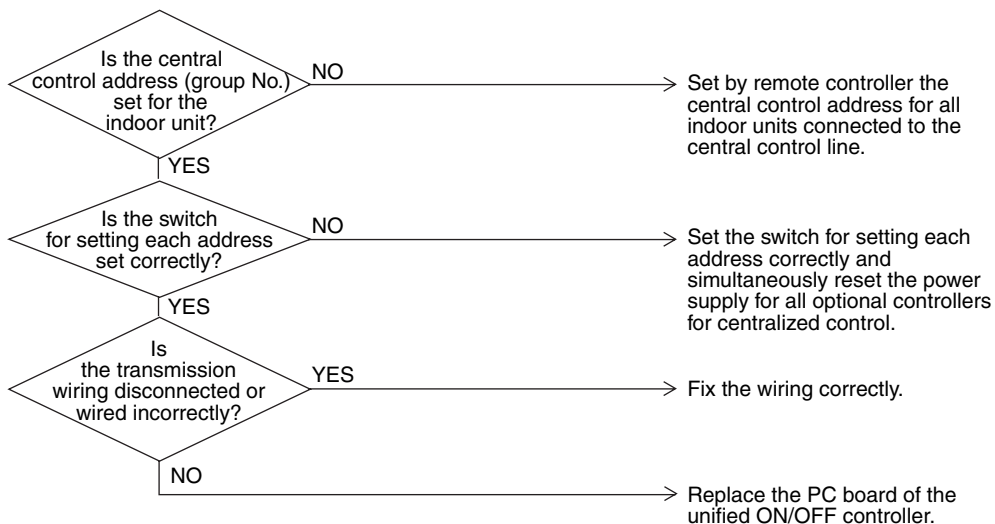 Is the central
control address (group No.)
set for the
indoor unit?
NO
Set by remote controller the
central control address for all
indoor units connected to the
central control line.
YES
Is the switch
for setting each address
set correctly?
NO
Set the switch for setting each
address correctly and
simultaneously reset the power
supply for all optional controllers
for centralized control.
YES
Is
the transmission
wiring disconnected or
wired incorrectly?
YES
Fix the wiring correctly.
NO
Replace the PC board of the
unified ON/OFF controller.